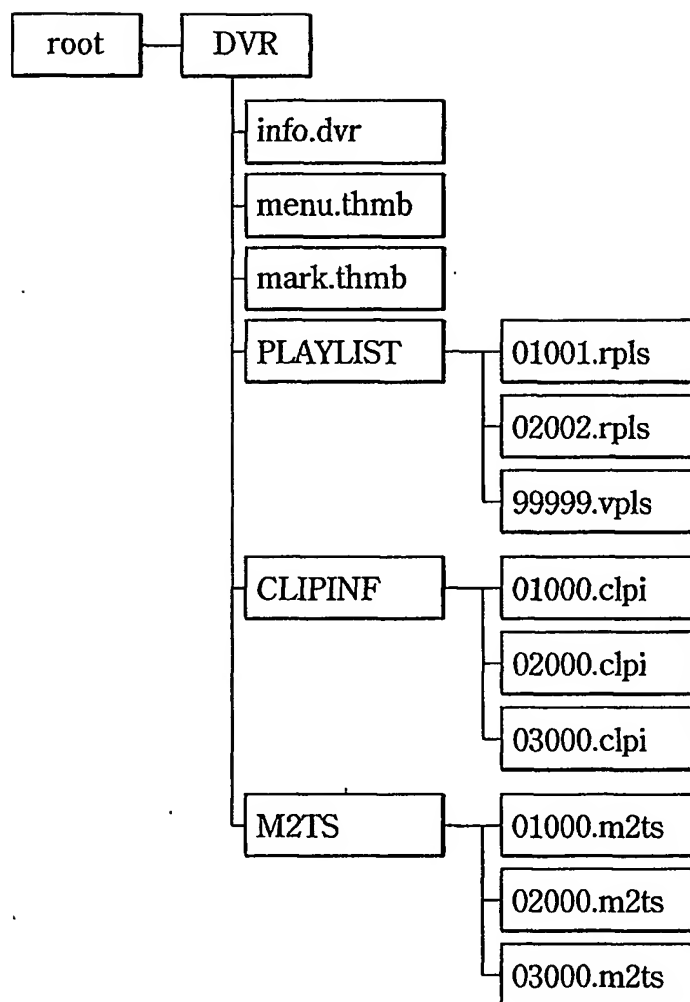 root
DVR
info.dvr
menu.thmb
mark.thmb
PLAYLIST
01001.rpls
02002.rpls
99999.vpls
CLIPINF
01000.clpi
02000.clpi
03000.clpi
M2TS
01000.m2ts
02000.m2ts
03000.m2ts